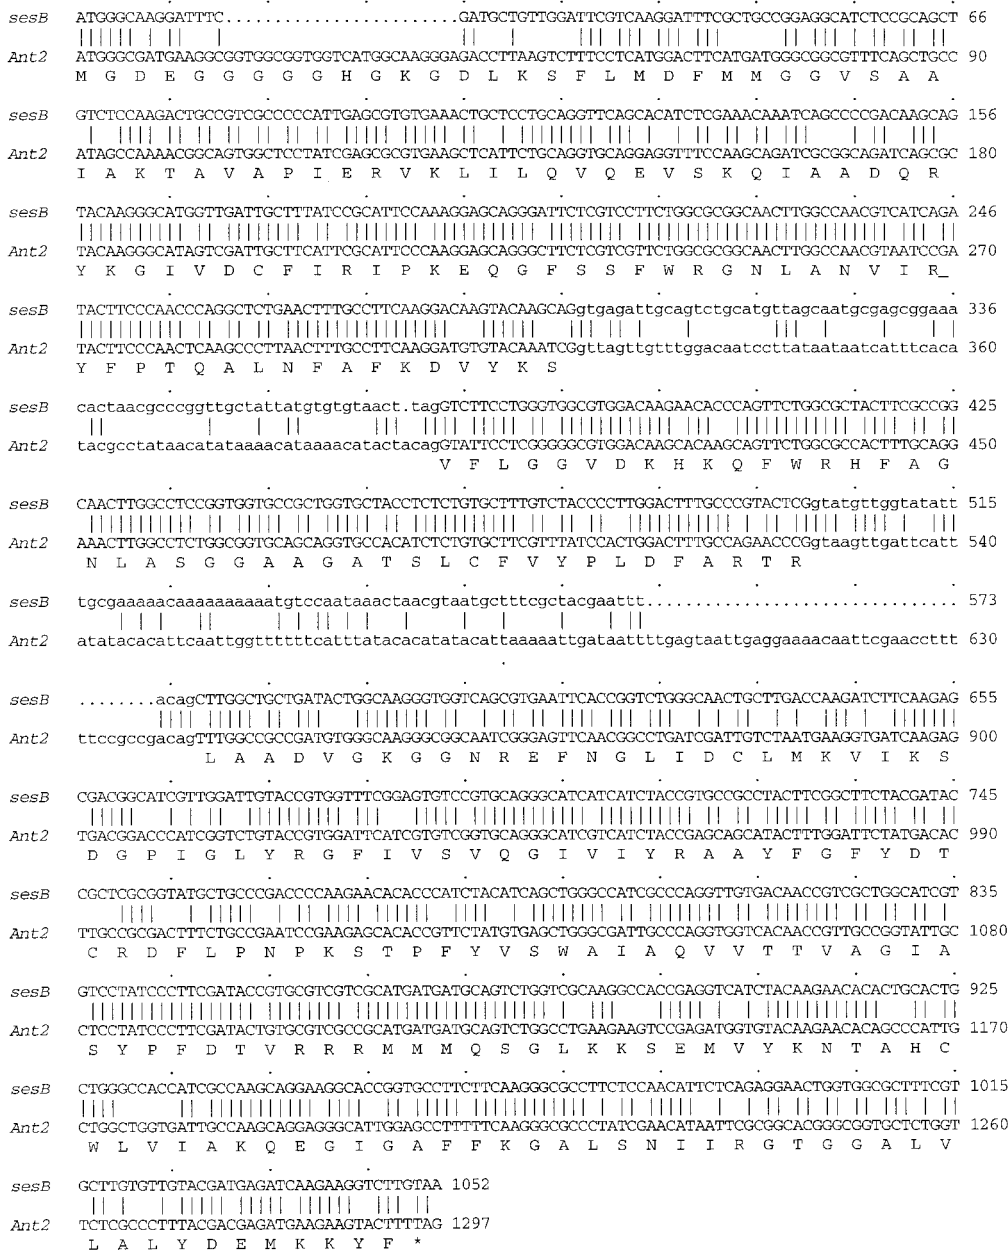 sesB ATGGGCAAGGATTTC.........................GATGCTGTTGGATTCGTCAAGGATTTCGCTGCCGGAGGCATCTCCGCAGCT 66
Ant2 ATGGGCGATGAAGGCGGTGGCGGTGGTCATGGCAAGGGAGACCTTAAGTCTTTCCTCATGGACTTCATGATGGGCGGCGTTTCAGCTGCC 90
M G D E G G G G G H G K G D L K S F L M D F M M G G V S A A
sesB GTCTCCAAGACTGCCGTCGCCCCCATTGAGCGTGTGAAACTGCTCCTGCAGGTTCAGCACATCTCGAAACAAATCAGCCCCGACAAGCAG 156
Ant2 ATAGCCAAAACGGCAGTGGCTCCTATCGAGCGCGTGAAGCTCATTCTGCAGGTGCAGGAGGTTTCCAAGCAGATCGCGGCAGATCAGCGC 180
I A K T A V A P I E R V K L I L Q V Q E V S K Q I A A D Q R
sesB TACAAGGGCATGGTTGATTGCTTTATCCGCATTCCAAAGGAGCAGGGATTCTCGTCCTTCTGGCGCGGCAACTTGGCCAACGTCATCAGA 246
Ant2 TACAAGGGCATAGTCGATTGCTTCATTCGCATTCCCAAGGAGCAGGGCTTCTCGTCGTTCTGGCGCGGCAACTTGGCCAACGTAATCCGA 270
Y K G I V D C F I R I P K E Q G F S S F W R G N L A N V I R_
sesB TACTTCCCAACCCAGGCTCTGAACTTTGCCTTCAAGGACAAGTACAAGCAGgtgagattgcagtctgcatgttagcaatgcgagcggaaa 336
Ant2 TACTTCCCAACTCAAGCCCTTAACTTTGCCTTCAAGGATGTGTACAAATCGgttagttgtttggacaatccttataataatcatttcaca 360
Y F P T Q A L N F A F K D V Y K S
sesB cactaacgcccggttgctattatgtgtgtaact.tagGTCTTCCTGGGTGGCGTGGACAAGAACACCCAGTTCTGGCGCTACTTCGCCGG 425
Ant2 tacgcctataacatataaaacataaaacatactacagGTATTCCTCGGGGGCGTGGACAAGCACAAGCAGTTCTGGCGCCACTTTGCAGG 450
V F L G G V D K H K Q F W R H F A G
sesB CAACTTGGCCTCCGGTGGTGCCGCTGGTGCTACCTCTCTGTGCTTTGTCTACCCCTTGGACTTTGCCCGTACTCGgtatgttggtatatt 515
Ant2 AAACTTGGCCTCTGGCGGTGCAGCAGGTGCCACATCTCTGTGCTTCGTTTATCCACTGGACTTTGCCAGAACCCGgtaagttgattcatt 540
N L A S G G A A G A T S L C F V Y P L D F A R T R
sesB tgcgaaaaacaaaaaaaaaatgtccaataaactaacgtaatgctttcgctacgaattt................................ 573
Ant2 atatacacattcaattggttttttcatttatacacatatacattaaaaattgataattttgagtaattgaggaaaacaattcgaaccttt 630
sesB ........acagCTTGGCTGCTGATACTGGCAAGGGTGGTCAGCGTGAATTCACCGGTCTGGGCAACTGCTTGACCAAGATCTTCAAGAG 655
Ant2 ttccgccgacagTTTGGCCGCCGATGTGGGCAAGGGCGGCAATCGGGAGTTCAACGGCCTGATCGATTGTCTAATGAAGGTGATCAAGAG 900
L A A D V G K G G N R E F N G L I D C L M K V I K S
sesB CGACGGCATCGTTGGATTGTACCGTGGTTTCGGAGTGTCCGTGCAGGGCATCATCATCTACCGTGCCGCCTACTTCGGCTTCTACGATAC 745
Ant2 TGACGGACCCATCGGTCTGTACCGTGGATTCATCGTGTCGGTGCAGGGCATCGTCATCTACCGAGCAGCATACTTTGGATTCTATGACAC 990
D G P I G L Y R G F I V S V Q G I V I Y R A A Y F G F Y D T
sesB CGCTCGCGGTATGCTGCCCGACCCCAAGAACACACCCATCTACATCAGCTGGGCCATCGCCCAGGTTGTGACAACCGTCGCTGGCATCGT 835
Ant2 TTGCCGCGACTTTCTGCCGAATCCGAAGAGCACACCGTTCTATGTGAGCTGGGCGATTGCCCAGGTGGTCACAACCGTTGCCGGTATTGC 1080
C R D F L P N P K S T P F Y V S W A I A Q V V T T V A G I A
sesB GTCCTATCCCTTCGATACCGTGCGTCGTCGCATGATGATGCAGTCTGGTCGCAAGGCCACCGAGGTCATCTACAAGAACACACTGCACTG 925
Ant2 CTCCTATCCCTTCGATACTGTGCGTCGCCGCATGATGATGCAGTCTGGCCTGAAGAAGTCCGAGATGGTGTACAAGAACACAGCCCATTG 1170
S Y P F D T V R R R M M M Q S G L K K S E M V Y K N T A H C
sesB CTGGGCCACCATCGCCAAGCAGGAAGGCACCGGTGCCTTCTTCAAGGGCGCCTTCTCCAACATTCTCAGAGGAACTGGTGGCGCTTTCGT 1015
Ant2 CTGGCTGGTGATTGCCAAGCAGGAGGGCATTGGAGCCTTTTTCAAGGGCGCCCTATCGAACATAATTCGCGGCACGGGCGGTGCTCTGGT 1260
W L V I A K Q E G I G A F F K G A L S N I I R G T G G A L V
sesB GCTTGTGTTGTACGATGAGATCAAGAAGGTCTTGTAA 1052
Ant2 TCTCGCCCTTTACGACGAGATGAAGAAGTACTTTTAG 1297
L A L Y D E M K K Y F *